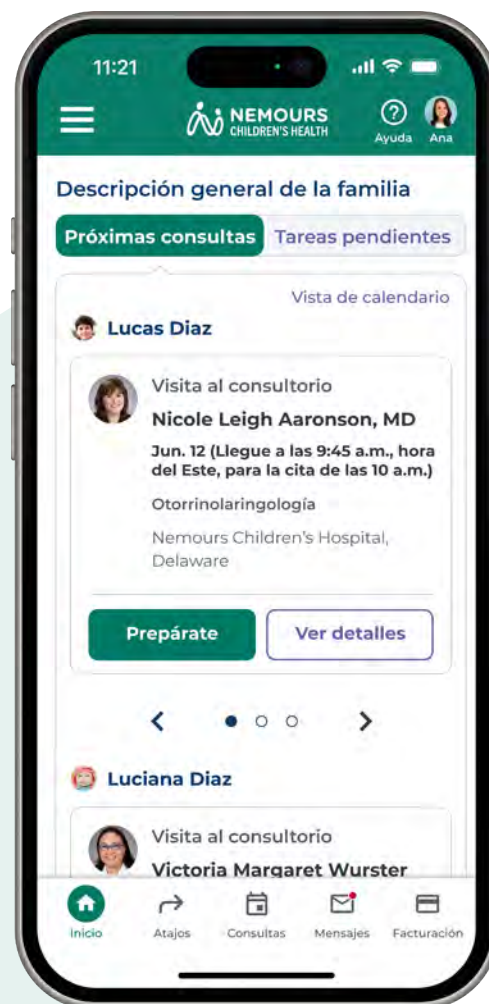 11:21
NEMOURS
CHILDREN'S HEALTH
Ayuda
Ana
Descripción general de la familia
Próximas consultas
Tareas pendientes
Vista de calendario
Lucas Diaz
Visita al consultorio
Nicole Leigh Aaronson, MD
Jun. 12 (Llegue a las 9:45 a.m., hora
del Este, para la cita de las 10 a.m.)
Otorrinolaringología
Nemours Children's Hospital,
Delaware
Prepárate
Ver detalles
Luciana Diaz
Visita al consultorio
Victoria Margaret Wurster
Inicio
Atajos
Consultas
Mensajes
Facturación